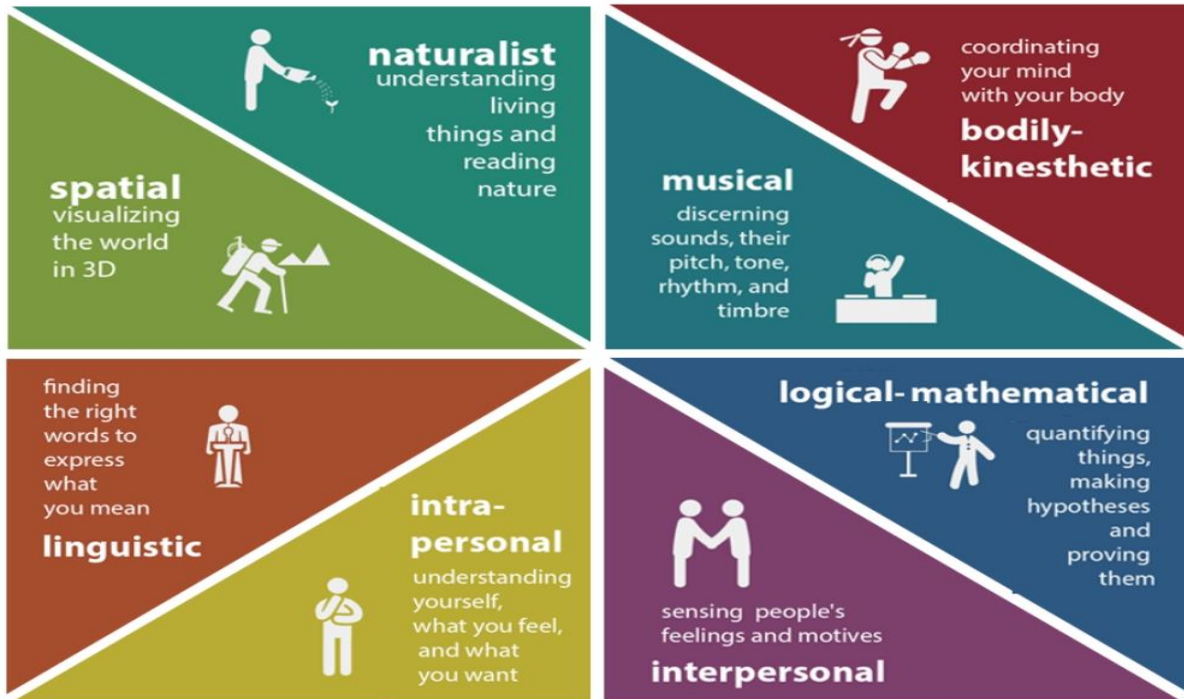 naturalist
understanding
living
things and
reading
nature
spatial
visualizing
the world
in 3D
coordinating
your mind
with your body
bodily-
kinesthetic
musical
discerning
sounds, their
pitch, tone,
rhythm, and
timbre
finding
the right
words to
express
what
you mean
linguistic
intra-
personal
understanding
yourself,
what you feel,
and what
you want
logical-mathematical
quantifying
things,
making
hypotheses
and
proving
them
sensing people's
feelings and motives
interpersonal